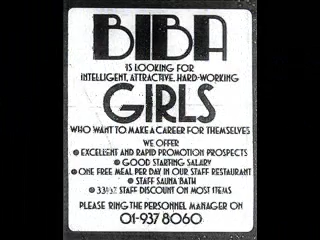 BIBA
IS LOOKING FOR
INTELLIGENT, ATTRACTIVE, HARD-WORKING
GIRLS
WHO WANT TO MAKE A CAREER FOR THEMSELVES
WE OFFER
EXCELLENT AND RAPID PROMOTION PROSPECTS
GOOD STARTING SALARY
ONE FREE MEAL PER DAY IN OUR STAFF RESTAURANT
STAFF SAUNA BATH
STAFF DISCOUNT ON MOST ITEMS
PLEASE RING THE PERSONNEL MANAGER ON
01-937 8060